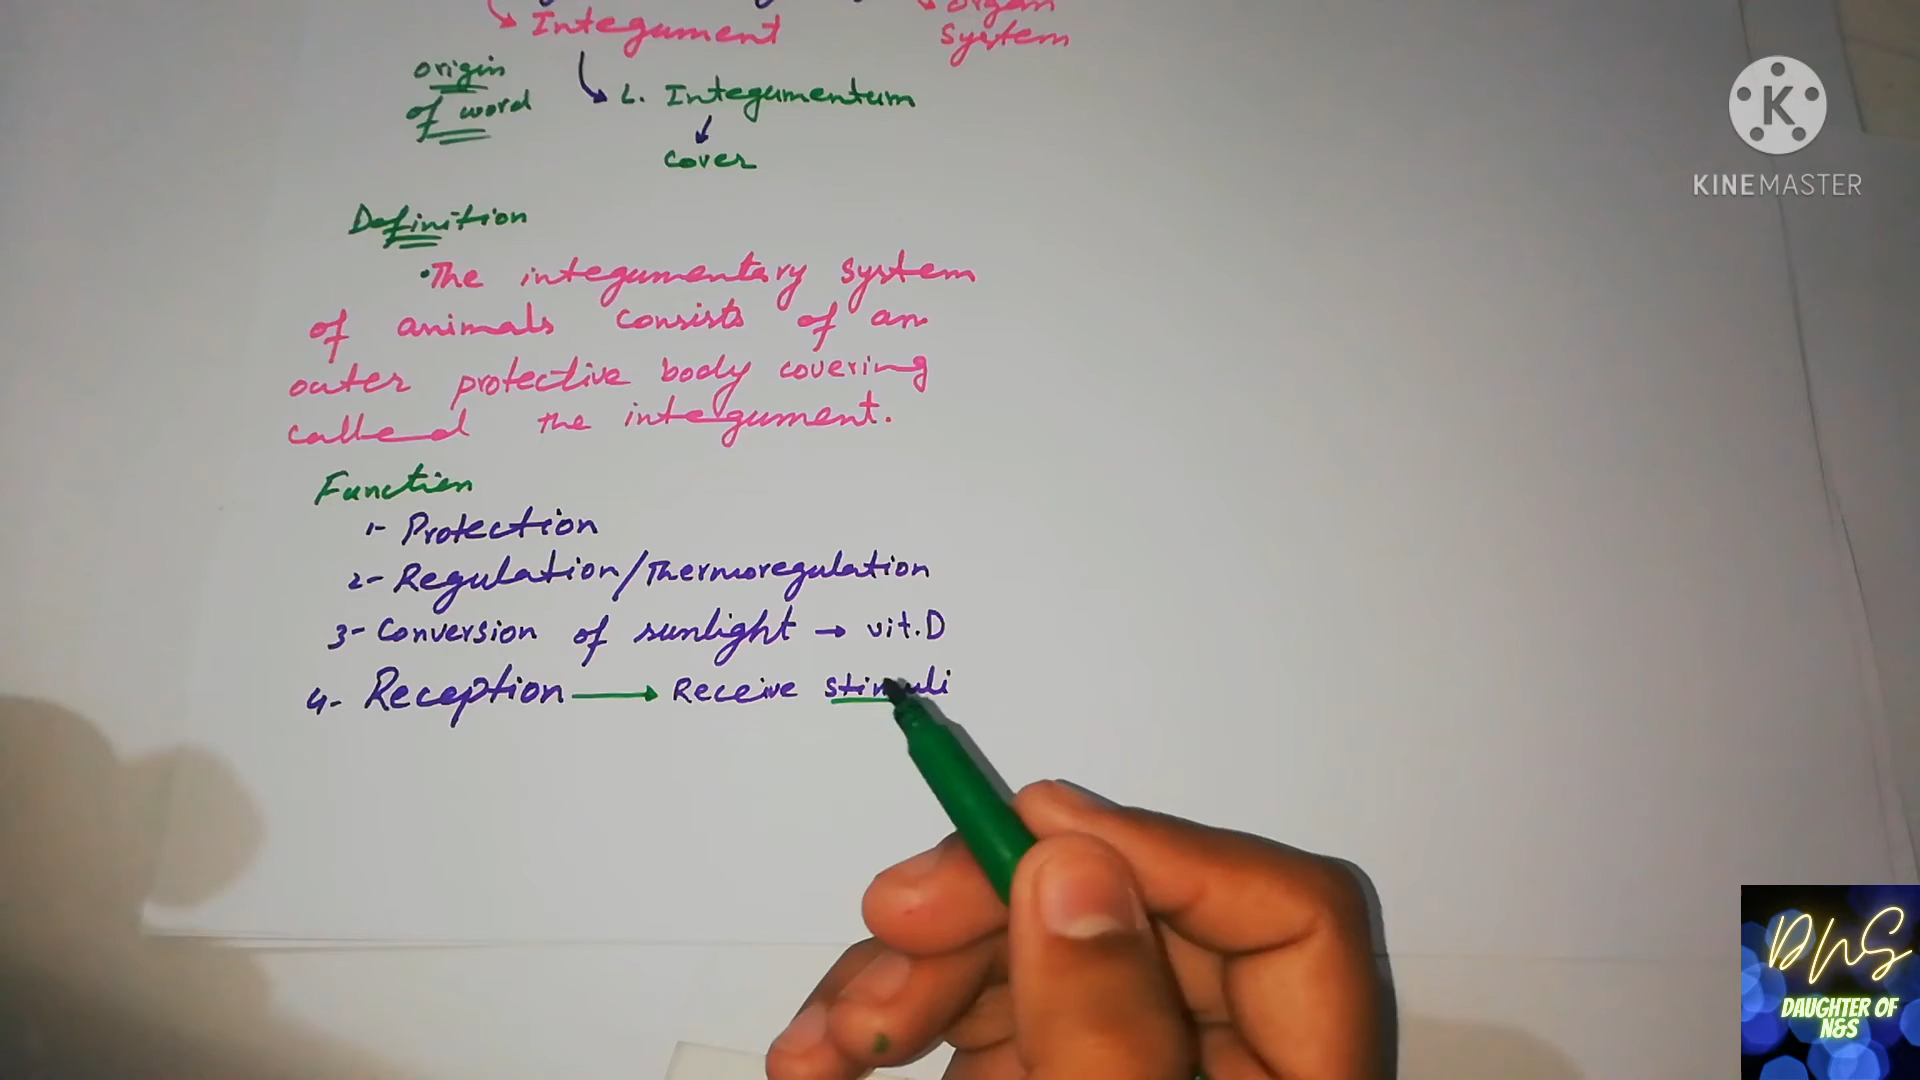 organ
Integument
system
origin
of word
L. Integumentum
cover
Definition
•The integumentary system
of animals consists of an
outer protective body covering
called the integument.
Function
1- Protection
2- Regulation/Thermoregulation
3- Conversion of sunlight → vit.D
4- Reception → Receive stimuli
K
KINEMASTER
DNS
DAUGHTER OF
N&S